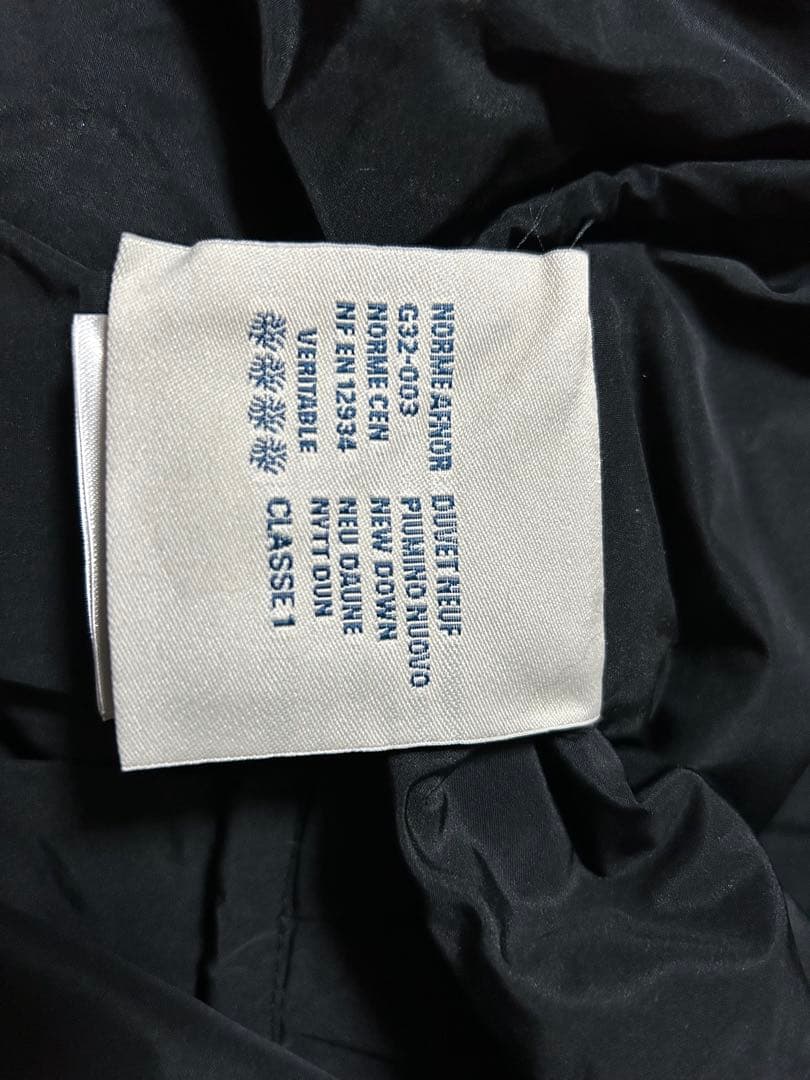 NORME AFNOR DUVET NEUF
G32-003 PIUMINO NUOVO
NORME CEN NEW DOWN
NF EN 12934 NEU DAUNE
VERITABLE NYTT DUN
CLASSE 1